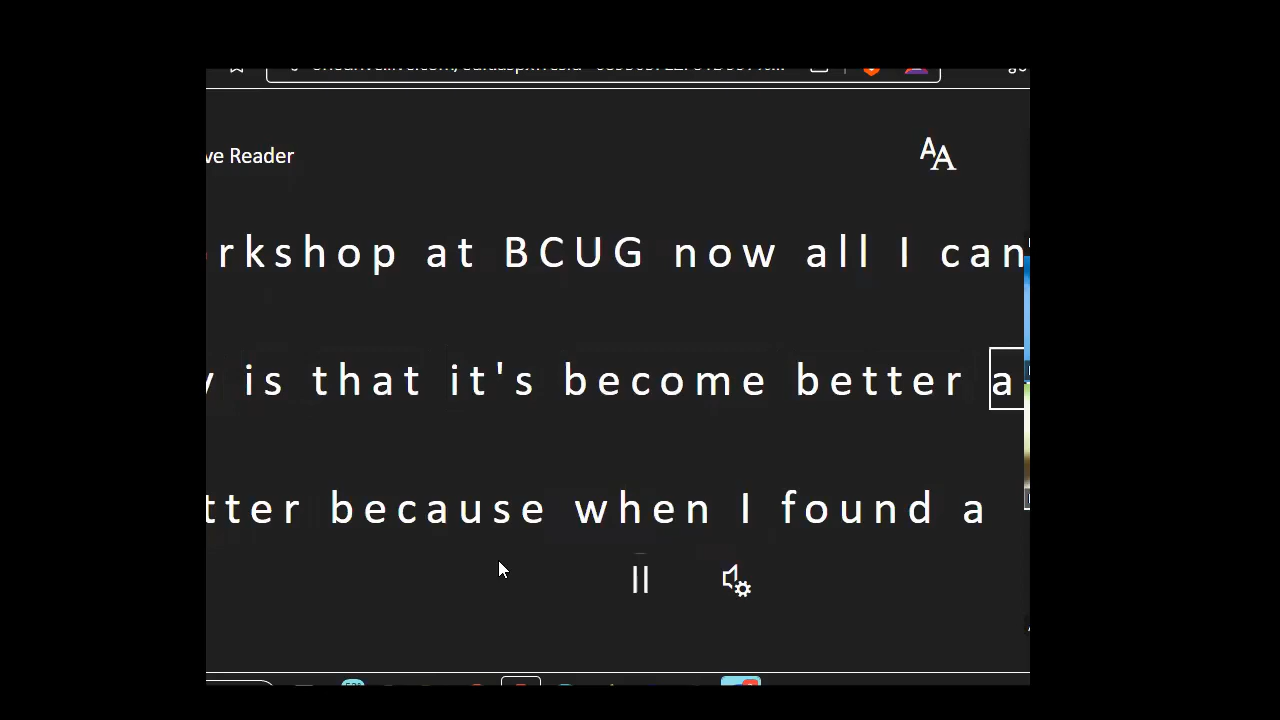 ve Reader
rkshop at BCUG now all I can
y is that it's become better a
tter because when I found a